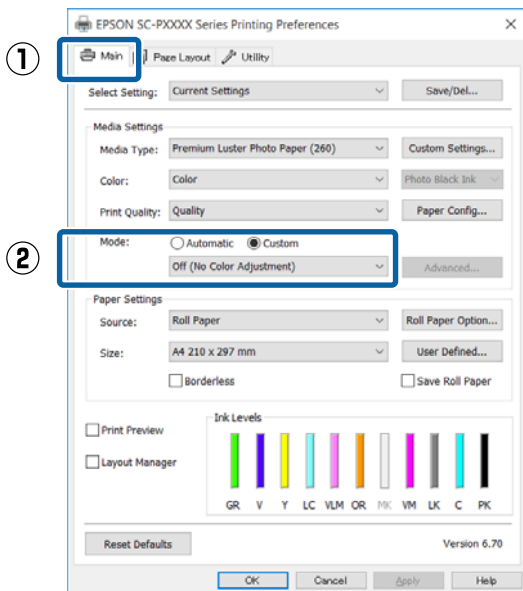 EPSON SC-PXXXX Series Printing Preferences
1
Main Page Layout Utility
Select Setting: Current Settings Save/Del...
Media Settings
Media Type: Premium Luster Photo Paper (260) Custom Settings...
Color: Color Photo Black Ink
Print Quality: Quality Paper Config...
2
Mode: Automatic Custom
Off (No Color Adjustment) Advanced...
Paper Settings
Source: Roll Paper Roll Paper Option...
Size: A4 210 x 297 mm User Defined...
Borderless Save Roll Paper
Ink Levels
Print Preview
Layout Manager
GR V Y LC VLM OR MK VM LK C PK
Reset Defaults Version 6.70
OK Cancel Apply Help